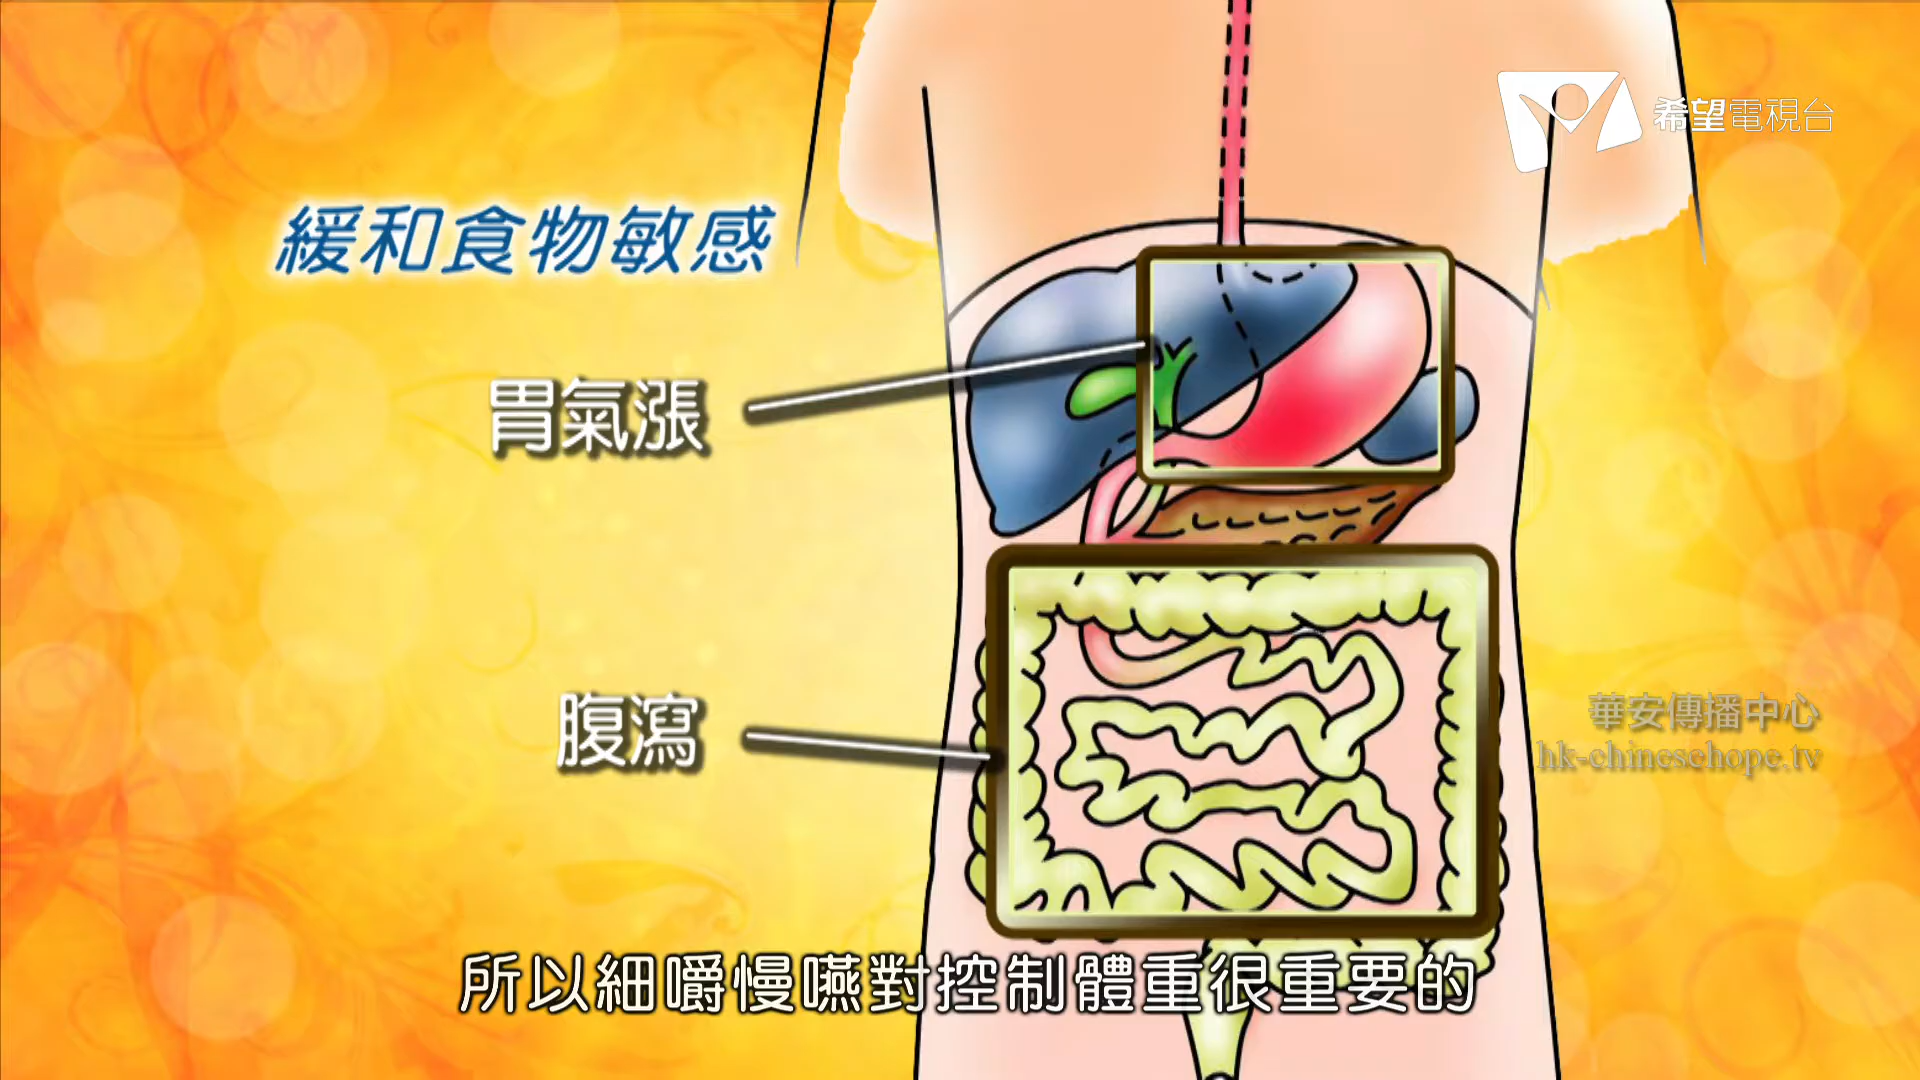 希望電視台
緩和食物敏感
胃氣漲
腹瀉
華安傳播中心
hk-chinesehope.tv
所以細嚼慢嚥對控制體重很重要的